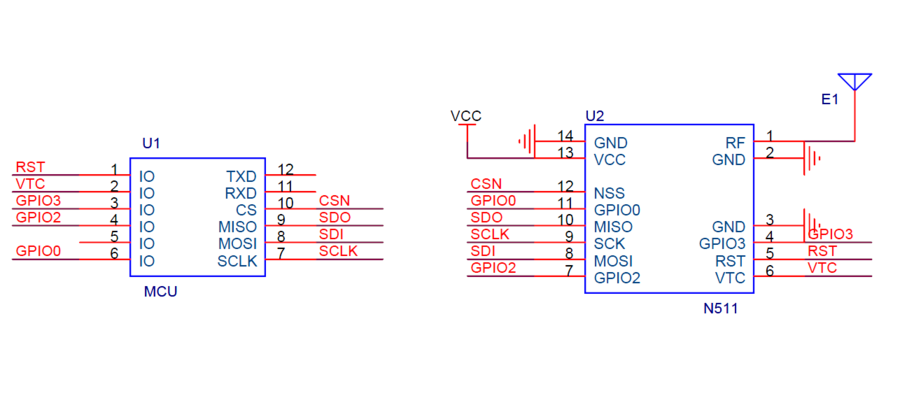 E1
VCC
U2
U1
14 GND RF 1
13 VCC GND 2
RST 1 IO TXD 12
VTC 2 IO RXD 11
GPIO3 3 IO CS 10 CSN
GPIO2 4 IO MISO 9 SDO
5 IO MOSI 8 SDI
GPIO0 6 IO SCLK 7 SCLK
MCU
CSN 12 NSS
GPIO0 11 GPIO0
SDO 10 MISO GND 3
SCLK 9 SCK GPIO3 4 GPIO3
SDI 8 MOSI RST 5 RST
GPIO2 7 GPIO2 VTC 6 VTC
N511